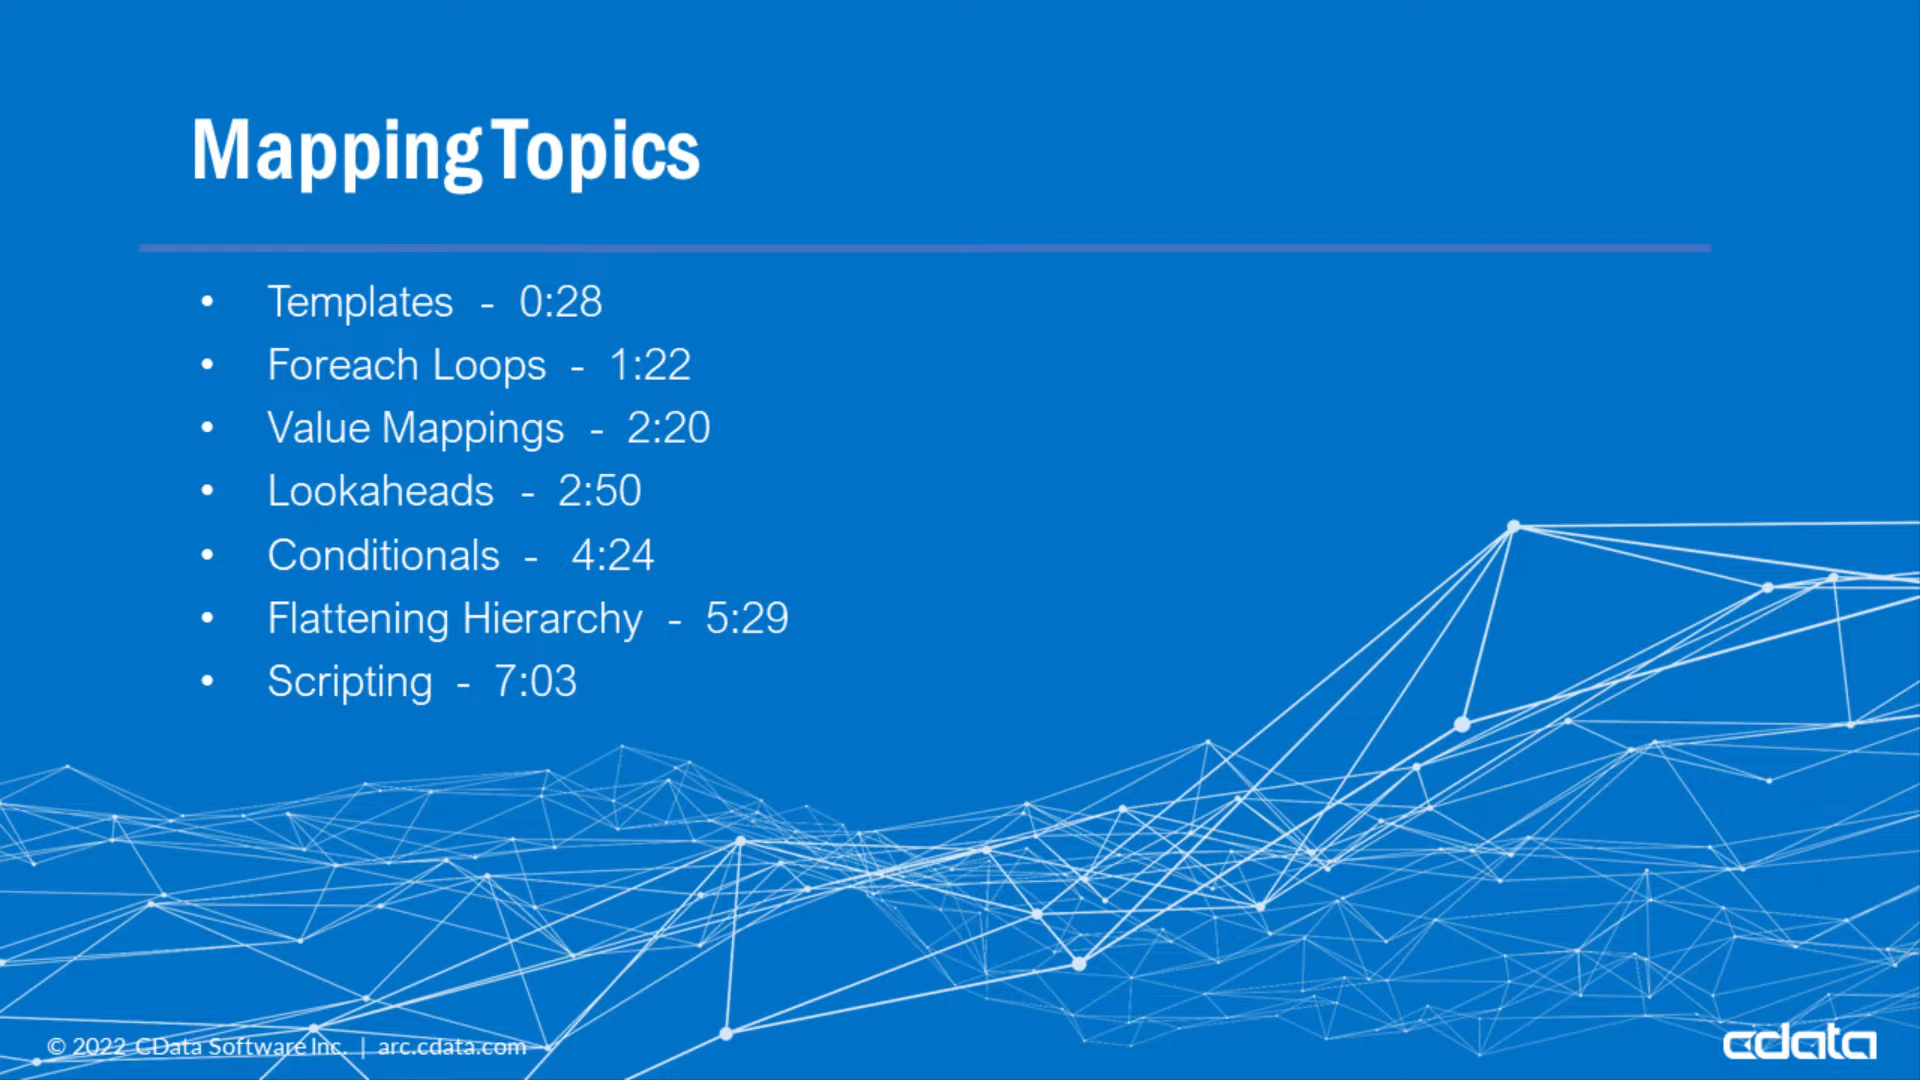 Mapping Topics
• Templates - 0:28
• Foreach Loops - 1:22
• Value Mappings - 2:20
• Lookaheads - 2:50
• Conditionals - 4:24
• Flattening Hierarchy - 5:29
• Scripting - 7:03
© 2022 CData Software Inc. | arc.cdata.com
cdata